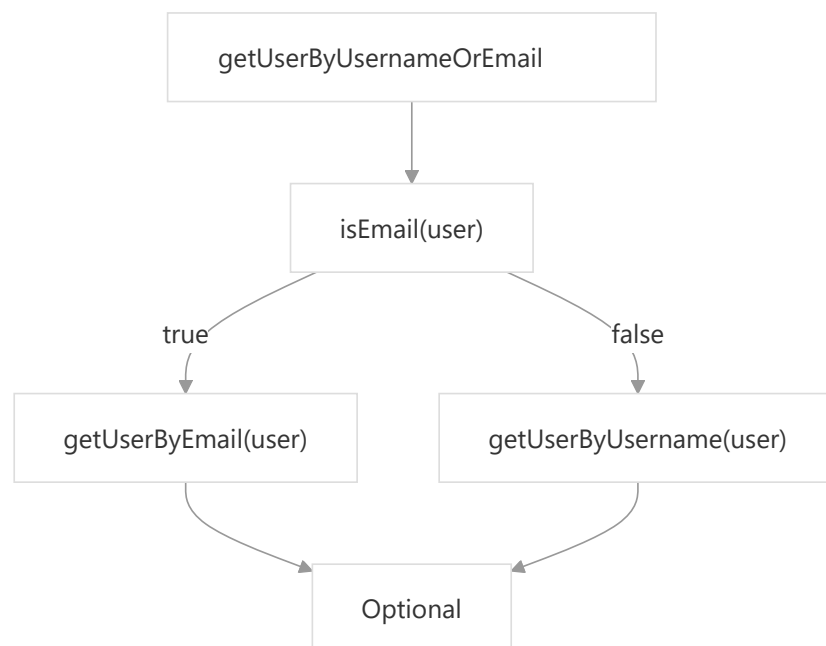 getUserByUsernameOrEmail
isEmail(user)
true
false
getUserByEmail(user)
getUserByUsername(user)
Optional